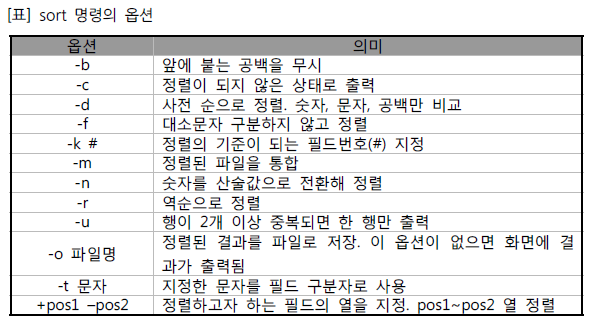 [표] sort 명령의 옵션
옵션 의미
-b 앞에 붙는 공백을 무시
-c 정렬이 되지 않은 상태로 출력
-d 사전 순으로 정렬. 숫자, 문자, 공백만 비교
-f 대소문자 구분하지 않고 정렬
-k # 정렬의 기준이 되는 필드번호(#) 지정
-m 정렬된 파일을 통합
-n 숫자를 산술값으로 전환해 정렬
-r 역순으로 정렬
-u 행이 2개 이상 중복되면 한 행만 출력
-o 파일명 정렬된 결과를 파일로 저장. 이 옵션이 없으면 화면에 결
과가 출력됨
-t 문자 지정한 문자를 필드 구분자로 사용
+pos1 –pos2 정렬하고자 하는 필드의 열을 지정. pos1~pos2 열 정렬